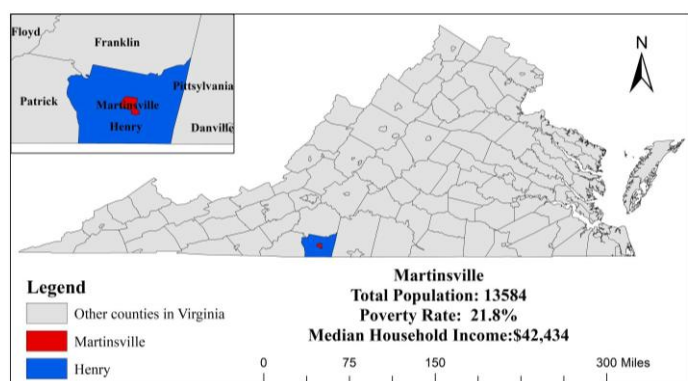 Floyd
Franklin
N
Pittsylvania
Patrick
Martinsville
Henry
Danville
Legend
Other counties in Virginia
Martinsville
Henry
Martinsville
Total Population: 13584
Poverty Rate: 21.8%
Median Household Income:$42,434
0 75 150 300 Miles